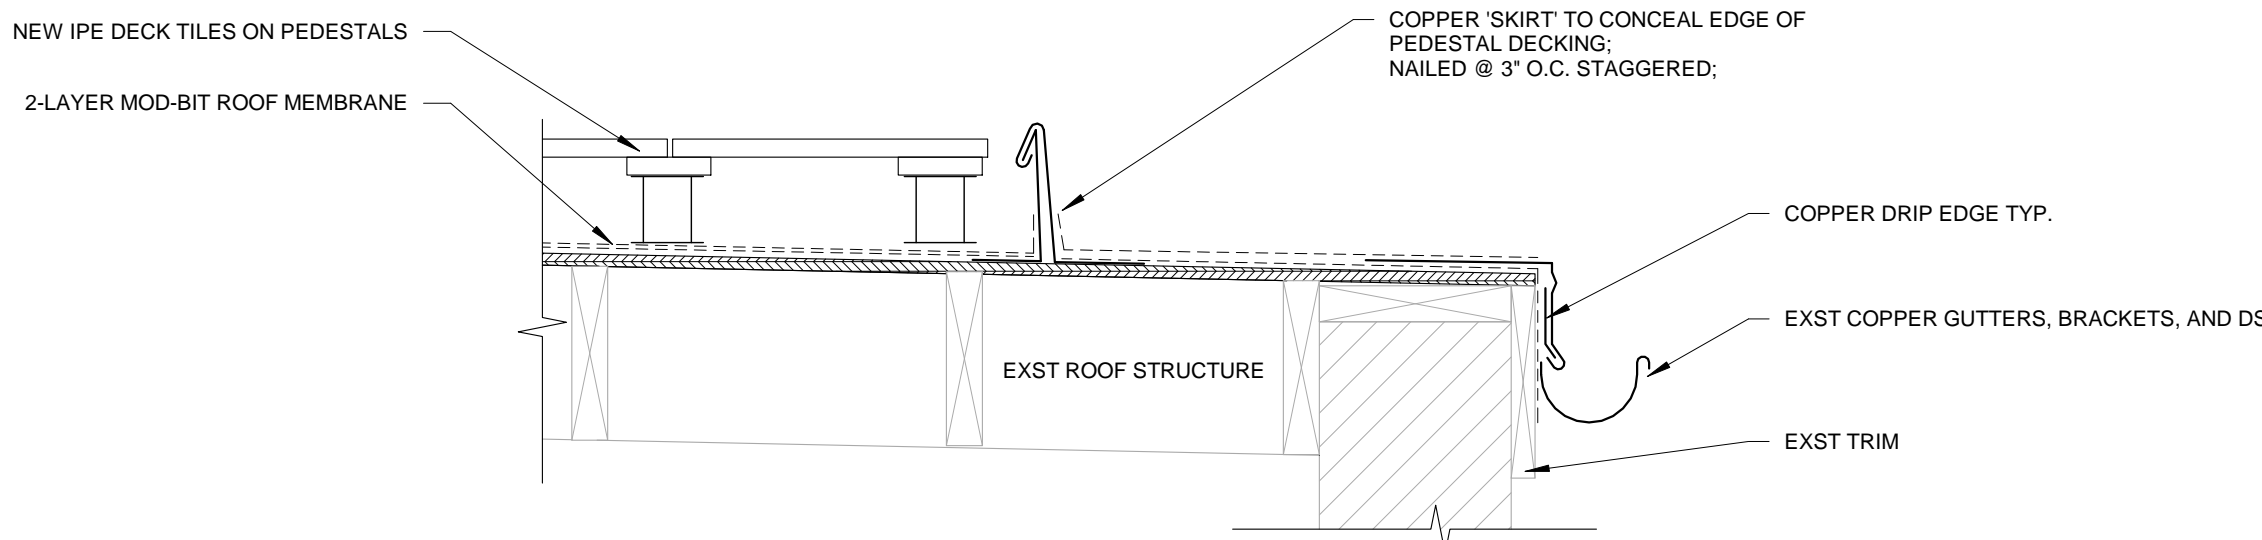 NEW IPE DECK TILES ON PEDESTALS
2-LAYER MOD-BIT ROOF MEMBRANE
COPPER 'SKIRT' TO CONCEAL EDGE OF
PEDESTAL DECKING;
NAILED @ 3" O.C. STAGGERED;
COPPER DRIP EDGE TYP.
EXST COPPER GUTTERS, BRACKETS, AND DS
EXST ROOF STRUCTURE
EXST TRIM